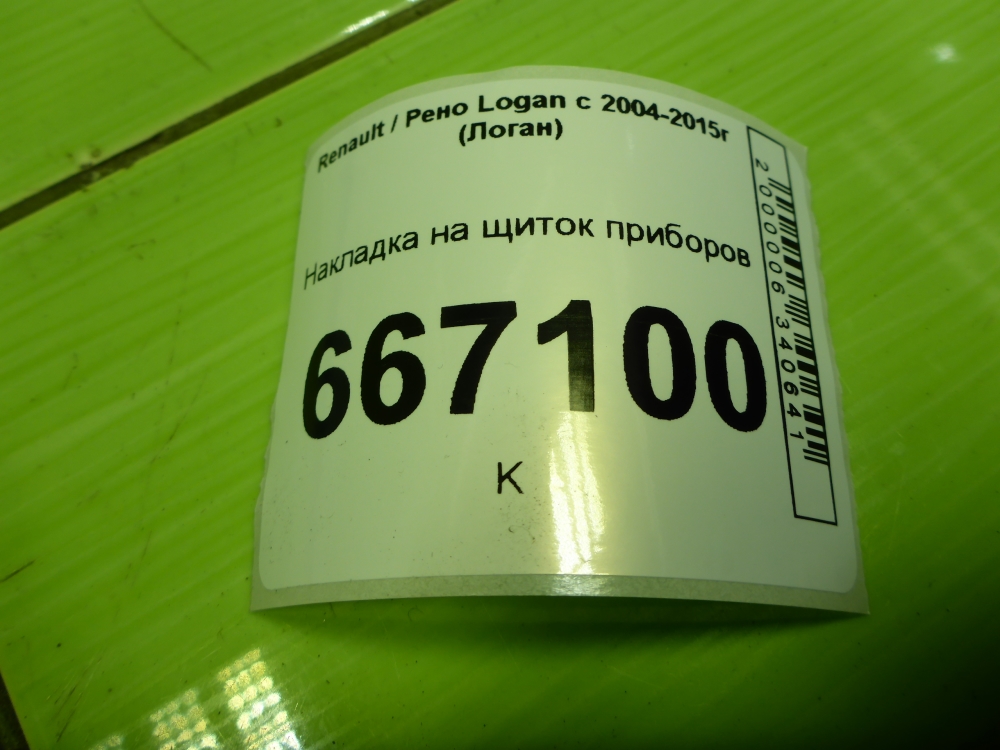 Renault / Рено Logan с 2004-2015г
(Логан)
Накладка на щиток приборов
667100
К
2000006340641